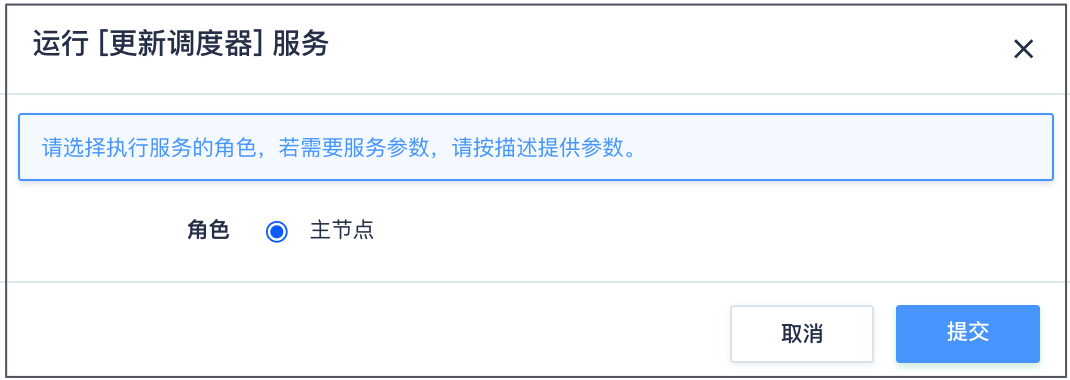 运行 [更新调度器] 服务
请选择执行服务的角色，若需要服务参数，请按描述提供参数。
角色 主节点
取消 提交